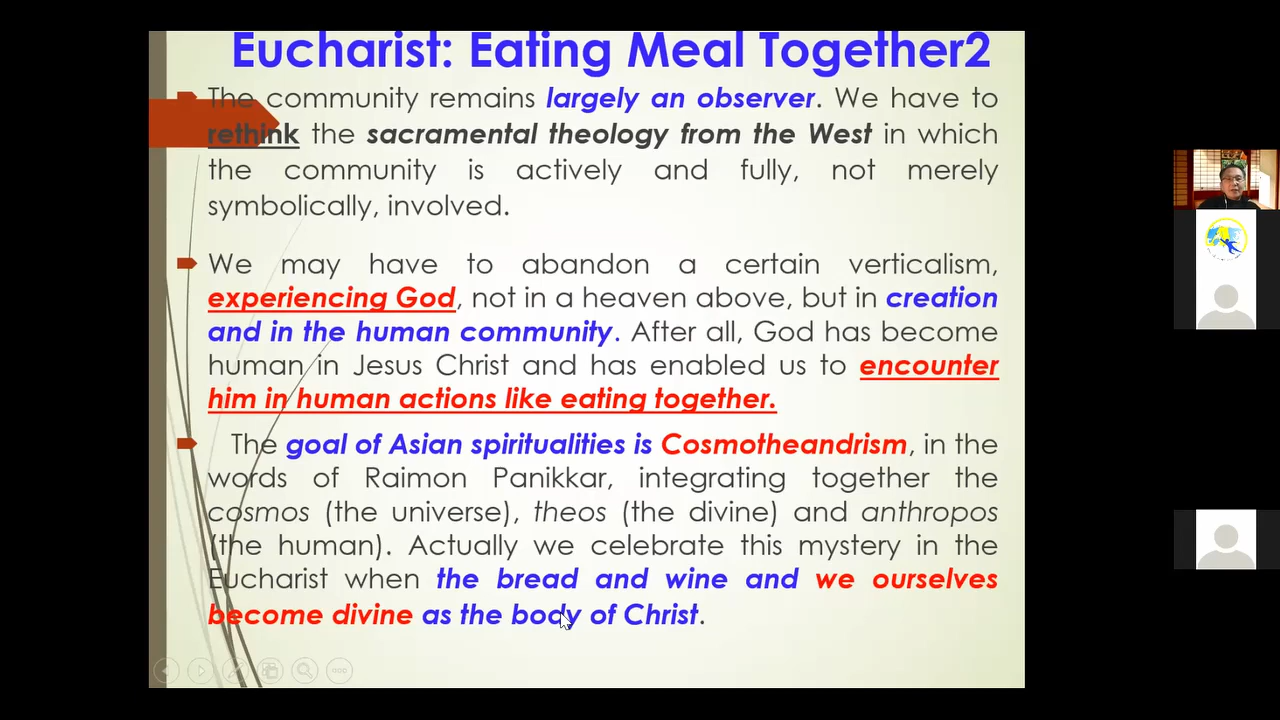 Eucharist: Eating Meal Together2
The community remains largely an observer. We have to
rethink the sacramental theology from the West in which
the community is actively and fully, not merely
symbolically, involved.
We may have to abandon a certain verticalism,
experiencing God, not in a heaven above, but in creation
and in the human community. After all, God has become
human in Jesus Christ and has enabled us to encounter
him in human actions like eating together.
The goal of Asian spiritualities is Cosmotheandrism, in the
words of Raimon Panikkar, integrating together the
cosmos (the universe), theos (the divine) and anthropos
(the human). Actually we celebrate this mystery in the
Eucharist when the bread and wine and we ourselves
become divine as the body of Christ.